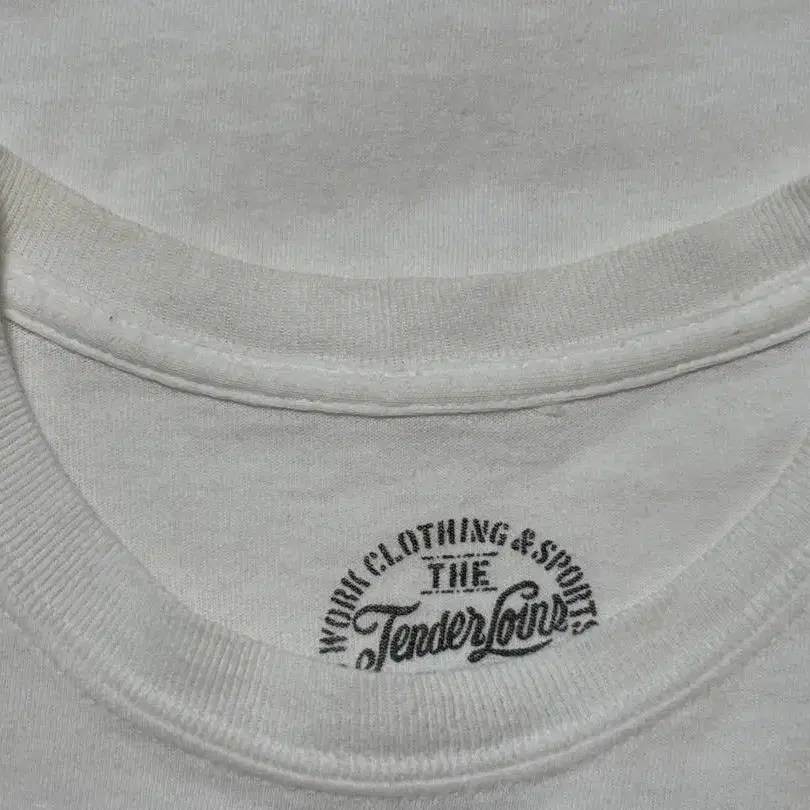 WORK CLOTHING & SPORTS
THE
TenderLoins